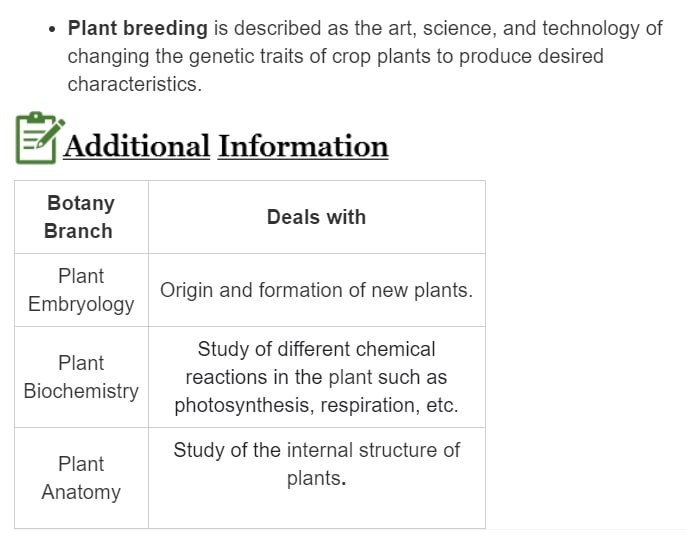 • Plant breeding is described as the art, science, and technology of
changing the genetic traits of crop plants to produce desired
characteristics.
Additional Information
Botany
Branch
Deals with
Plant
Embryology
Origin and formation of new plants.
Plant
Biochemistry
Study of different chemical
reactions in the plant such as
photosynthesis, respiration, etc.
Plant
Anatomy
Study of the internal structure of
plants.